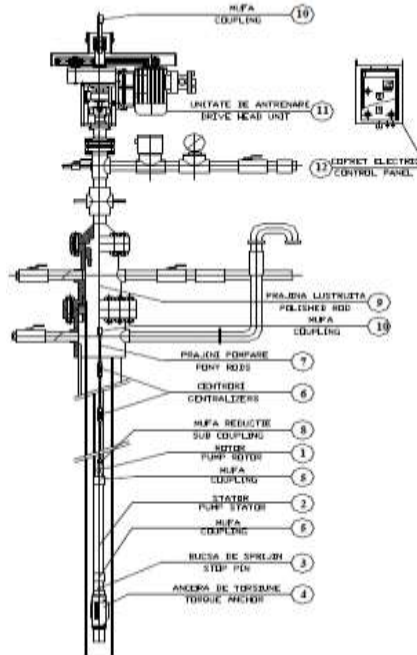 MUFA
COUPLING
10
UNITATE DE ANTRENARE
DRIVE HEAD UNIT
11
12
COFRET ELECTRIC
CONTROL PANEL
PRAJINA LUSTRUITA
POLISHED ROD
9
MUFA
COUPLING
10
PRAJINI POMPARE
PONY RODS
7
CENTRORI
CENTRALIZERS
6
MUFA REDUCTIE
SUB COUPLING
8
ROTOR
PUMP ROTOR
1
MUFA
COUPLING
5
STATOR
PUMP STATOR
2
MUFA
COUPLING
5
BUCSA DE SPRIJIN
STOP PIN
3
ANCORA DE TORSIUNE
TORQUE ANCHOR
4